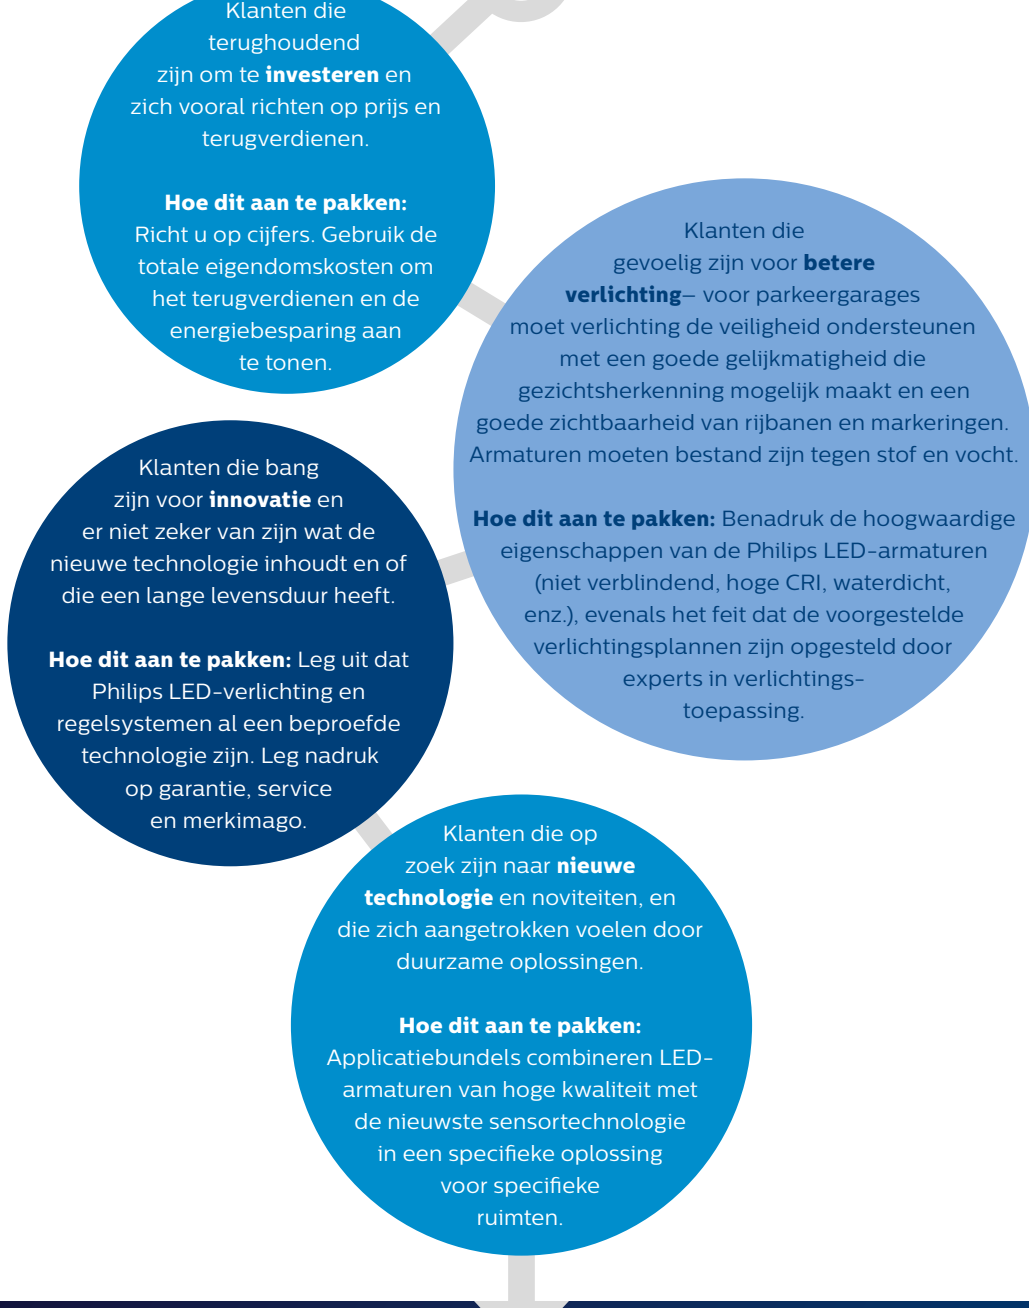 Klanten die
terughoudend
zijn om te investeren en
zich vooral richten op prijs en
terugverdienen.
Hoe dit aan te pakken:
Richt u op cijfers. Gebruik de
totale eigendomskosten om
het terugverdienen en de
energiebesparing aan
te tonen.
Klanten die
gevoelig zijn voor betere
verlichting– voor parkeergarages
moet verlichting de veiligheid ondersteunen
met een goede gelijkmatigheid die
gezichtsherkenning mogelijk maakt en een
goede zichtbaarheid van rijbanen en markeringen.
Armaturen moeten bestand zijn tegen stof en vocht.
Hoe dit aan te pakken: Benadruk de hoogwaardige
eigenschappen van de Philips LED-armaturen
(niet verblindend, hoge CRI, waterdicht,
enz.), evenals het feit dat de voorgestelde
verlichtingsplannen zijn opgesteld door
experts in verlichtings-
toepassing.
Klanten die bang
zijn voor innovatie en
er niet zeker van zijn wat de
nieuwe technologie inhoudt en of
die een lange levensduur heeft.
Hoe dit aan te pakken: Leg uit dat
Philips LED-verlichting en
regelsystemen al een beproefde
technologie zijn. Leg nadruk
op garantie, service
en merkimago.
Klanten die op
zoek zijn naar nieuwe
technologie en noviteiten, en
die zich aangetrokken voelen door
duurzame oplossingen.
Hoe dit aan te pakken:
Applicatiebundels combineren LED-
armaturen van hoge kwaliteit met
de nieuwste sensortechnologie
in een specifieke oplossing
voor specifieke
ruimten.